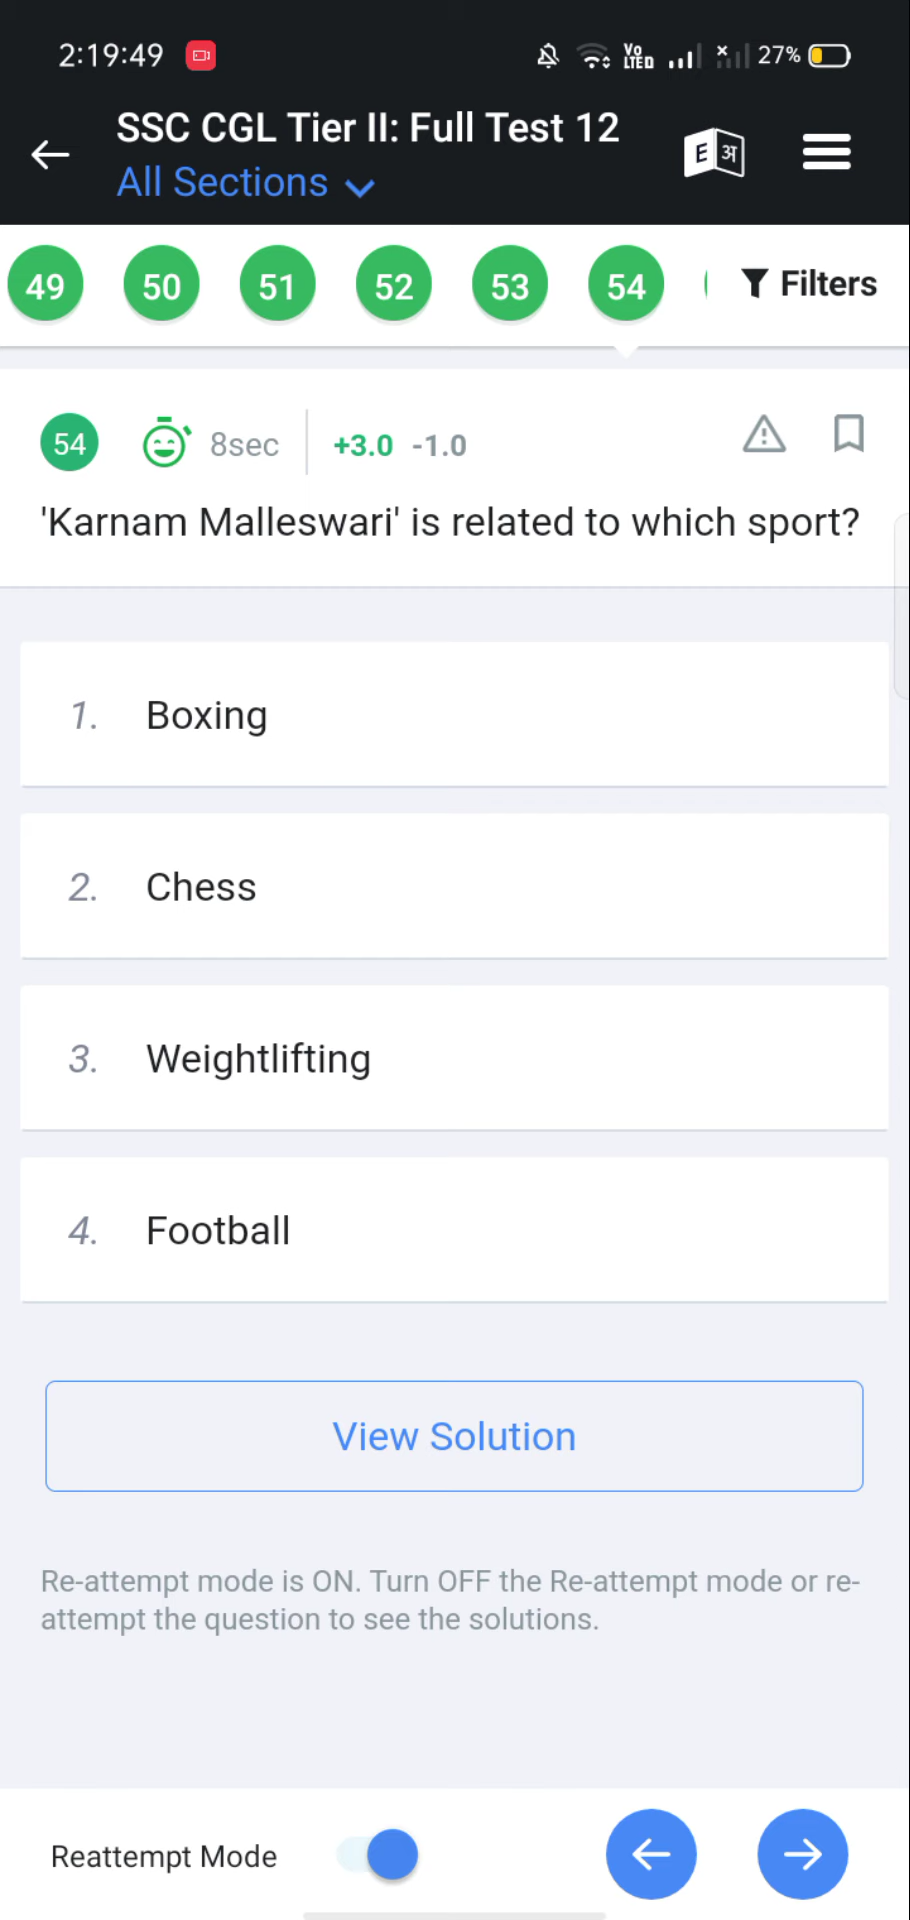 2:19:49
Vo
LTED
x
27%
SSC CGL Tier II: Full Test 12
E अ
All Sections
49 50 51 52 53 54 Filters
54 8sec +3.0 -1.0
'Karnam Malleswari' is related to which sport?
1. Boxing
2. Chess
3. Weightlifting
4. Football
View Solution
Re-attempt mode is ON. Turn OFF the Re-attempt mode or re-
attempt the question to see the solutions.
Reattempt Mode